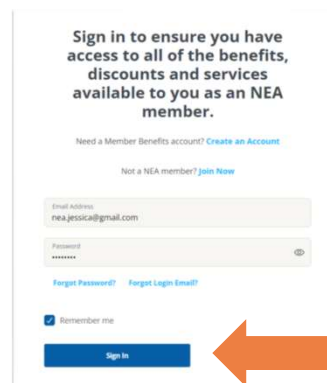 Sign in to ensure you have
access to all of the benefits,
discounts and services
available to you as an NEA
member.
Need a Member Benefits account? Create an Account
Not a NEA member? Join Now
Email Address
nea.jessica@gmail.com
Password
••••••••
Forgot Password? Forgot Login Email?
Remember me
Sign In